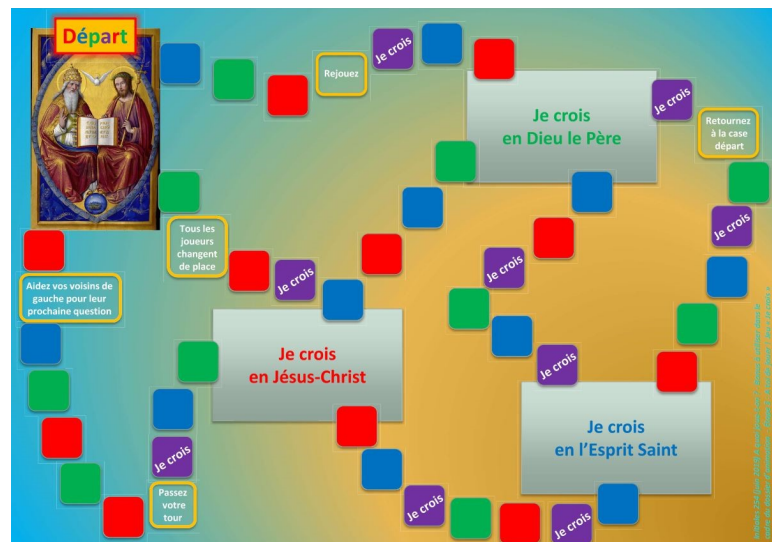 Départ
Je crois
Rejouez
Je crois
en Dieu le Père
Je crois
Retournez
à la case
départ
Je crois
Tous les
joueurs
changent
de place
Je crois
Je crois
Aidez vos voisins de
gauche pour leur
prochaine question
Je crois
en Jésus-Christ
Je crois
Je crois
en l'Esprit Saint
Je crois
Passez
votre
tour
Je crois
Je crois